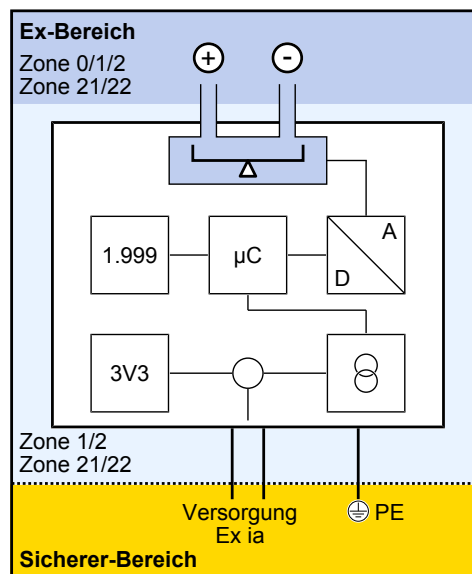 Ex-Bereich
Zone 0/1/2
Zone 21/22
+ -
1.999
µC
A
D
3V3
Zone 1/2
Zone 21/22
Versorgung
Ex ia
PE
Sicherer-Bereich